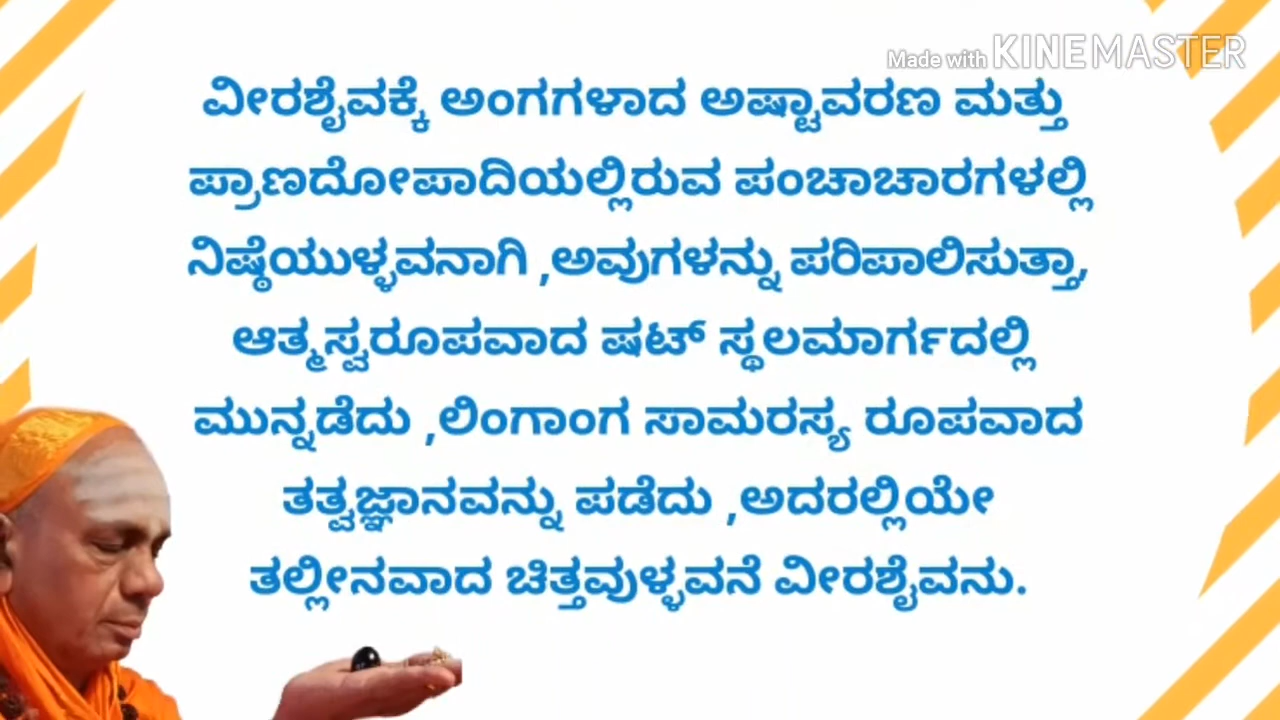 Made with KINEMASTER
ವೀರಶೈವಕ್ಕೆ ಅಂಗಗಳಾದ ಅಷ್ಟಾವರಣ ಮತ್ತು
ಪ್ರಾಣದೋಪಾದಿಯಲ್ಲಿರುವ ಪಂಚಾಚಾರಗಳಲ್ಲಿ
ನಿಷ್ಠೆಯುಳ್ಳವನಾಗಿ ,ಅವುಗಳನ್ನು ಪರಿಪಾಲಿಸುತ್ತಾ,
ಆತ್ಮಸ್ವರೂಪವಾದ ಷಟ್ ಸ್ಥಲಮಾರ್ಗದಲ್ಲಿ
ಮುನ್ನಡೆದು ,ಲಿಂಗಾಂಗ ಸಾಮರಸ್ಯ ರೂಪವಾದ
ತತ್ವಜ್ಞಾನವನ್ನು ಪಡೆದು ,ಅದರಲ್ಲಿಯೇ
ತಲ್ಲೀನವಾದ ಚಿತ್ತವುಳ್ಳವನೆ ವೀರಶೈವನು.